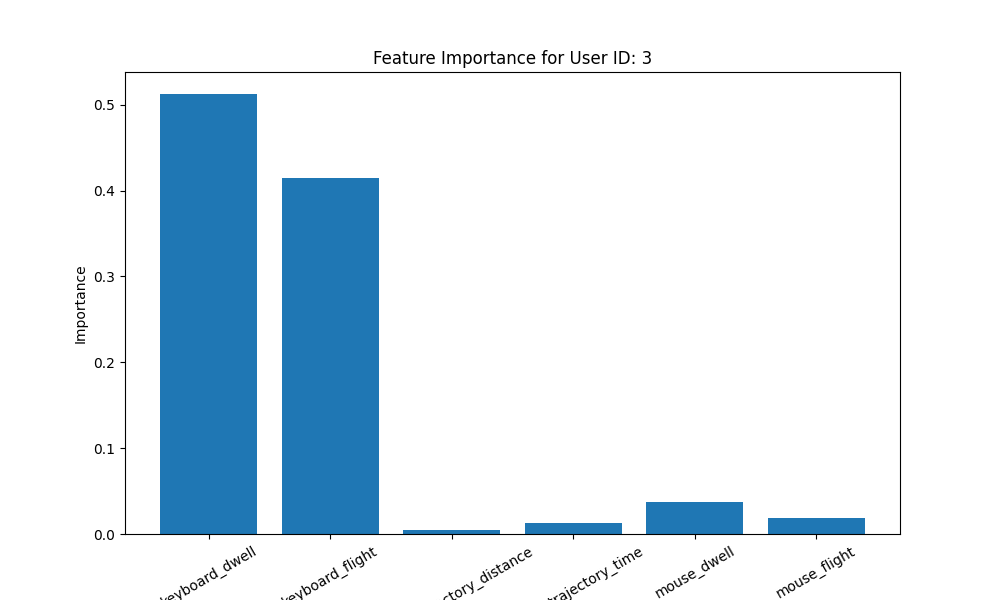 Feature Importance for User ID: 3
Importance
0.5
0.4
0.3
0.2
0.1
0.0
keyboard_dwell
keyboard_flight
ctory_distance
trajectory_time
mouse_dwell
mouse_flight